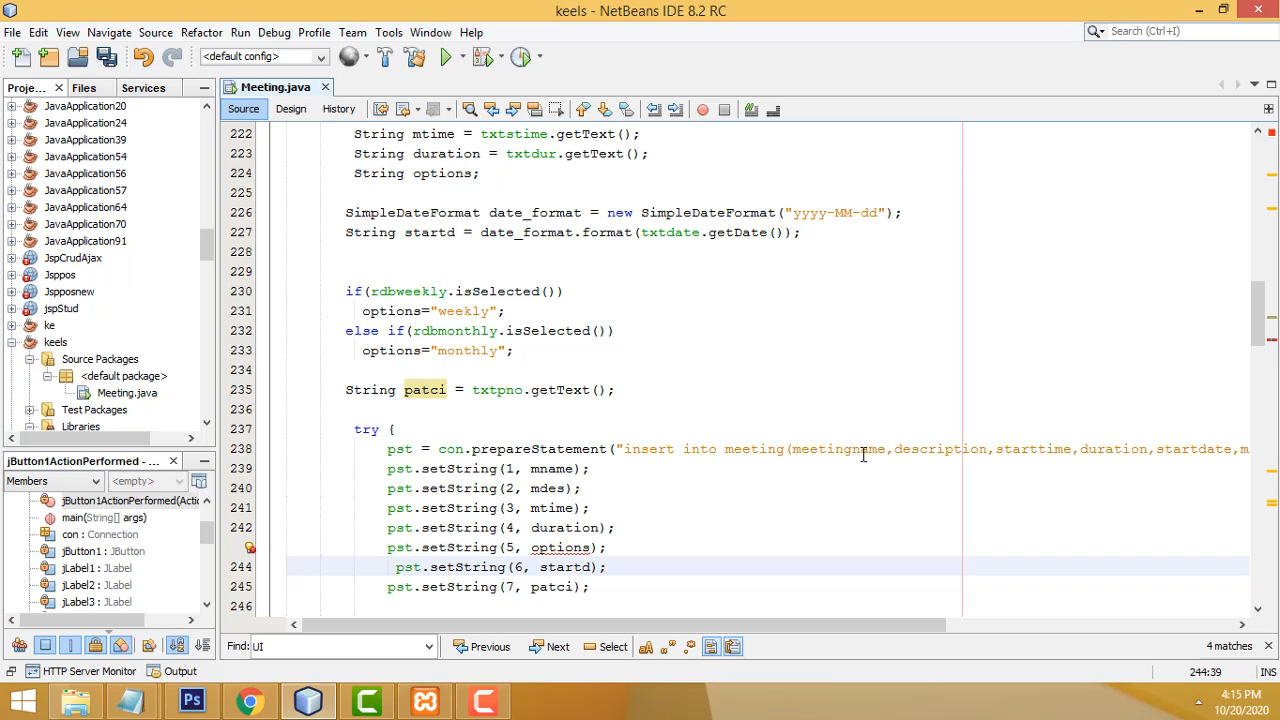 keels - NetBeans IDE 8.2 RC
File Edit View Navigate Source Refactor Run Debug Profile Team Tools Window Help
Search (Ctrl+I)
<default config>
Proje... Files Services
Meeting.java
Source Design History
JavaApplication20
JavaApplication24
JavaApplication39
JavaApplication54
JavaApplication56
JavaApplication57
JavaApplication64
JavaApplication70
JavaApplication91
JspCrudAjax
Jsppos
Jspposnew
jspStud
ke
keels
Source Packages
<default package>
Meeting.java
Test Packages
Libraries
222 String mtime = txtstime.getText();
223 String duration = txtdur.getText();
224 String options;
225
226 SimpleDateFormat date_format = new SimpleDateFormat("yyyy-MM-dd");
227 String startd = date_format.format(txtdate.getDate());
228
229
230 if(rdbweekly.isSelected())
231 options="weekly";
232 else if(rdbmonthly.isSelected())
233 options="monthly";
234
235 String patci = txtpno.getText();
236
237 try {
238 pst = con.prepareStatement("insert into meeting(meetingname,description,starttime,duration,startdate,m
239 pst.setString(1, mname);
240 pst.setString(2, mdes);
241 pst.setString(3, mtime);
242 pst.setString(4, duration);
pst.setString(5, options);
244 pst.setString(6, startd);
245 pst.setString(7, patci);
246
jButton1ActionPerformed - ...
Members <empty>
jButton1ActionPerformed(Actic
main(String[] args)
con : Connection
jButton1 : JButton
jLabel1 : JLabel
jLabel2 : JLabel
jLabel3 : JLabel
Find: UI Previous Next Select 4 matches
HTTP Server Monitor Output 244:39 INS
4:15 PM
10/20/2020